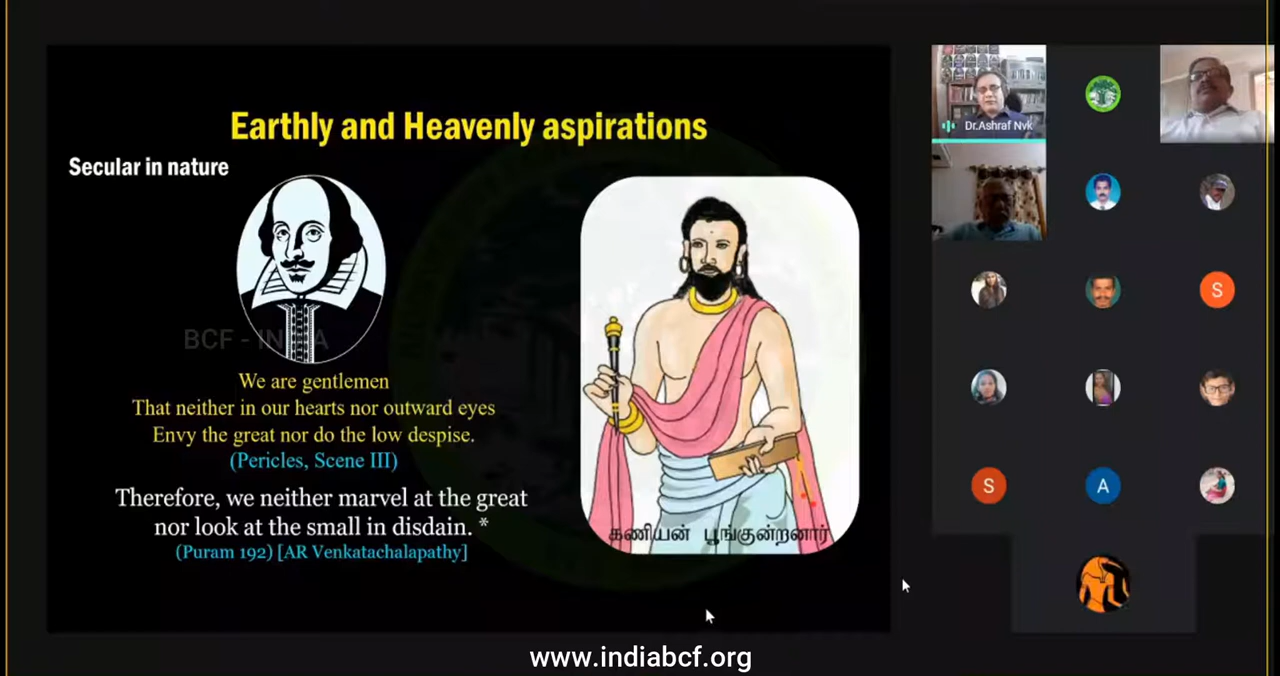 Earthly and Heavenly aspirations
Secular in nature
BCF - INDIA
We are gentlemen
That neither in our hearts nor outward eyes
Envy the great nor do the low despise.
(Pericles, Scene III)
Therefore, we neither marvel at the great
nor look at the small in disdain. *
(Puram 192) [AR Venkatachalapathy]
கணியன் பூங்குன்றனார்
Dr.Ashraf Nvk
S
S
A
www.indiabcf.org